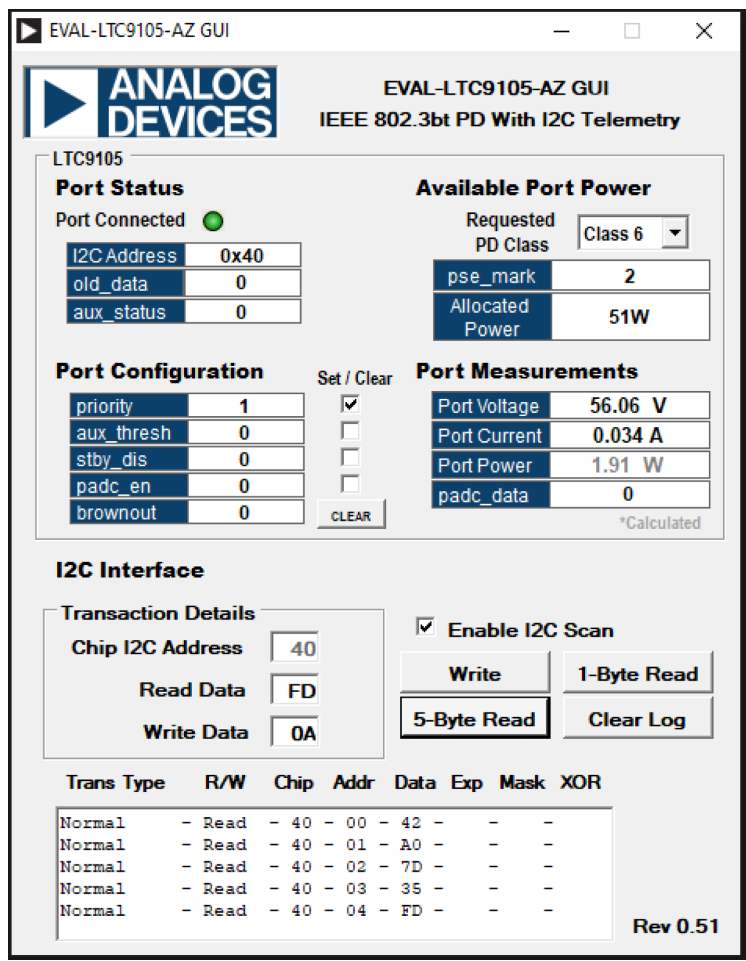 EVAL-LTC9105-AZ GUI
ANALOG DEVICES
EVAL-LTC9105-AZ GUI
IEEE 802.3bt PD With I2C Telemetry
LTC9105
Port Status
Port Connected
I2C Address 0x40
old_data 0
aux_status 0
Available Port Power
Requested PD Class
Class 6
pse_mark 2
Allocated Power 51W
Port Configuration
Set / Clear
priority 1
aux_thresh 0
stby_dis 0
padc_en 0
brownout 0
CLEAR
Port Measurements
Port Voltage 56.06 V
Port Current 0.034 A
Port Power 1.91 W
padc_data 0
*Calculated
I2C Interface
Transaction Details
Chip I2C Address 40
Read Data FD
Write Data 0A
Enable I2C Scan
Write 1-Byte Read
5-Byte Read Clear Log
Trans Type R/W Chip Addr Data Exp Mask XOR
Normal - Read - 40 - 00 - 42 - - -
Normal - Read - 40 - 01 - A0 - - -
Normal - Read - 40 - 02 - 7D - - -
Normal - Read - 40 - 03 - 35 - - -
Normal - Read - 40 - 04 - FD - - -
Rev 0.51